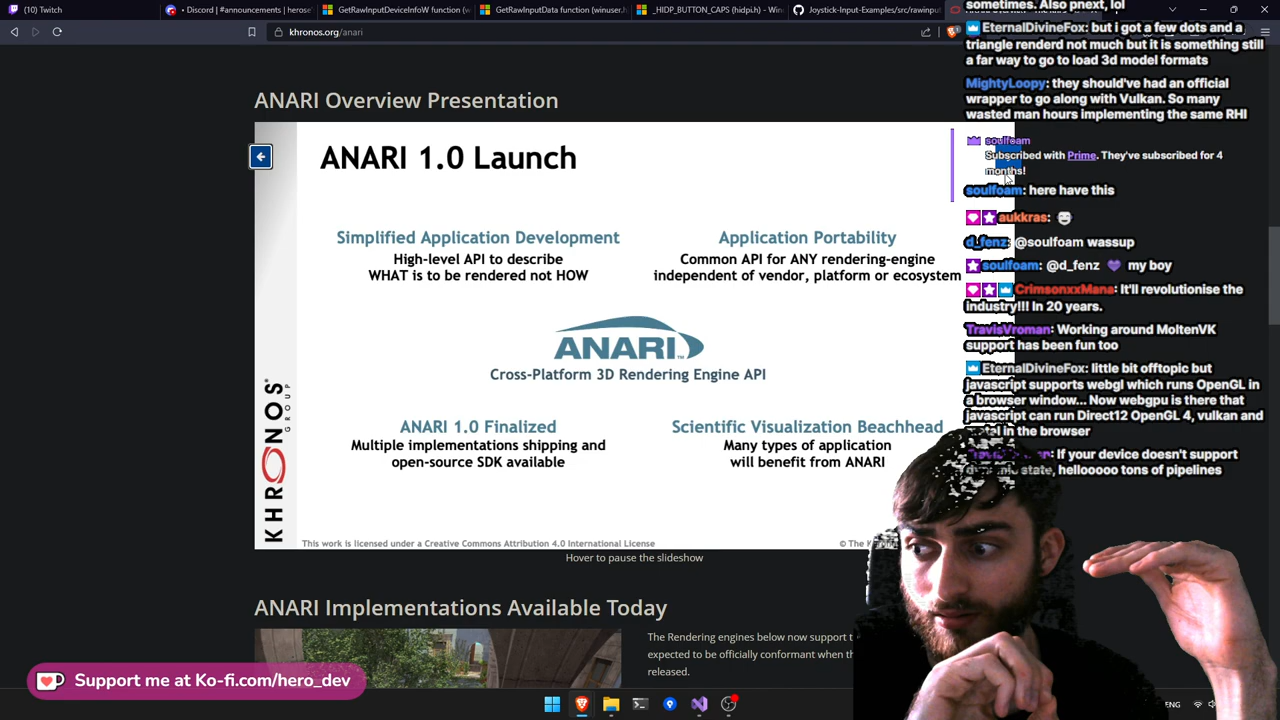 (10) Twitch
Discord | #announcements | herose
GetRawInputDeviceInfoW function (w
GetRawInputData function (winuser.h
_HIDP_BUTTON_CAPS (hidpi.h) - Win
Joystick-Input-Examples/src/rawinpu
khronos.org/anari
ANARI Overview Presentation
ANARI 1.0 Launch
Simplified Application Development
High-level API to describe
WHAT is to be rendered not HOW
Application Portability
Common API for ANY rendering-engine
independent of vendor, platform or ecosystem
ANARI™
Cross-Platform 3D Rendering Engine API
ANARI 1.0 Finalized
Multiple implementations shipping and
open-source SDK available
Scientific Visualization Beachhead
Many types of application
will benefit from ANARI
KHRONOS
GROUP
This work is licensed under a Creative Commons Attribution 4.0 International License
© The K
Hover to pause the slideshow
ANARI Implementations Available Today
The Rendering engines below now support t
expected to be officially conformant when th
released.
sometimes. Also pnext, lol
EternalDivineFox: but i got a few dots and a
triangle renderd not much but it is something still
a far way to go to load 3d model formats
MightyLoopy: they should've had an official
wrapper to go along with Vulkan. So many
wasted man hours implementing the same RHI
soulfoam
Subscribed with Prime. They've subscribed for 4
months!
soulfoam: here have this
aukkras:
d_fenz: @soulfoam wassup
soulfoam: @d_fenz 💜 my boy
CrimsonxxMana: It'll revolutionise the
industry!!! In 20 years.
TravisVroman: Working around MoltenVK
support has been fun too
EternalDivineFox: little bit offtopic but
javascript supports webgl which runs OpenGL in
a browser window... Now webgpu is there that
javascript can run Direct12 OpenGL 4, vulkan and
in the browser
If your device doesn't support
state, hellooooo tons of pipelines
Support me at Ko-fi.com/hero_dev
ENG